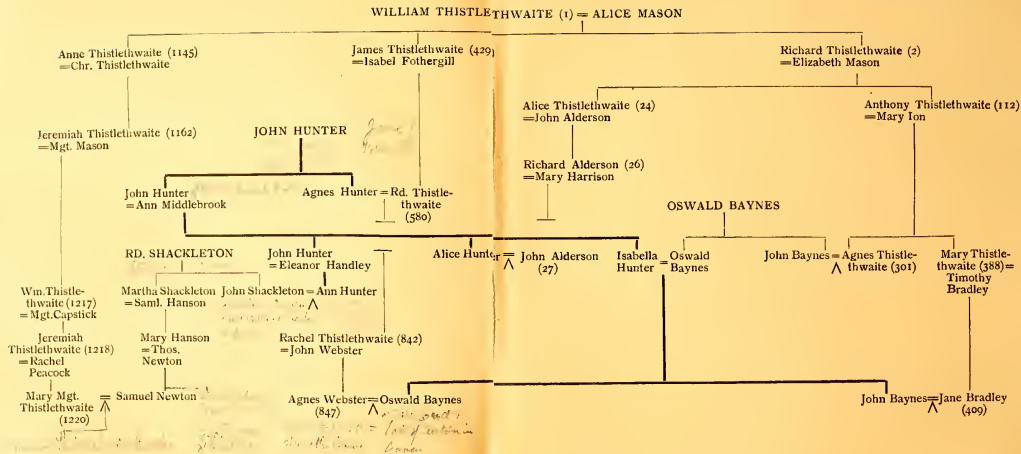 WILLIAM THISTLETHWAITE (1) = ALICE MASON
Anne Thistlethwaite (1145)
=Chr. Thistlethwaite
James Thistlethwaite (429)
=Isabel Fothergill
Richard Thistlethwaite (2)
=Elizabeth Mason
Alice Thistlethwaite (24)
=John Alderson
Anthony Thistlethwaite (112)
=Mary Ion
Jeremiah Thistlethwaite (1162)
=Mgt. Mason
JOHN HUNTER
Richard Alderson (26)
=Mary Harrison
John Hunter
=Ann Middlebrook
Agnes Hunter = Rd. Thistle-
thwaite
(580)
OSWALD BAYNES
RD. SHACKLETON
John Hunter
=Eleanor Handley
Alice Hunter = John Alderson
(27)
Isabella
Hunter = Oswald
Baynes
John Baynes = Agnes Thistle-
thwaite (301)
Mary Thistle-
thwaite (388)=
Timothy
Bradley
Wm. Thistle-
thwaite (1217)
= Mgt. Capstick
Martha Shackleton
= Saml. Hanson
John Shackleton = Ann Hunter
Jeremiah
Thistlethwaite (1218)
=Rachel
Peacock
Mary Hanson
=Thos.
Newton
Rachel Thistlethwaite (842)
=John Webster
Mary Mgt.
Thistlethwaite
(1220)
= Samuel Newton
Agnes Webster=Oswald Baynes
(847)
John Baynes=Jane Bradley
(409)